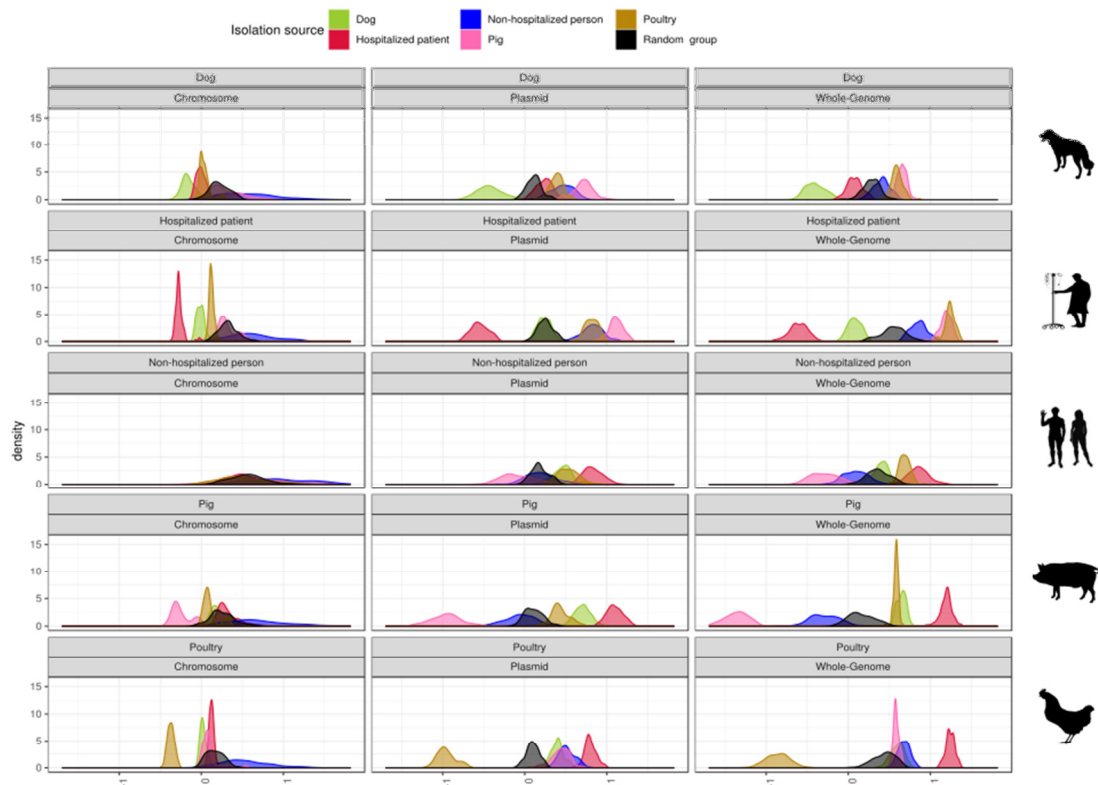 Isolation source Dog Non-hospitalized person Poultry
Hospitalized patient Pig Random group
Dog Dog Dog
Chromosome Plasmid Whole-Genome
15
10
5
0
Hospitalized patient Hospitalized patient Hospitalized patient
Chromosome Plasmid Whole-Genome
15
10
5
0
Non-hospitalized person Non-hospitalized person Non-hospitalized person
Chromosome Plasmid Whole-Genome
15
10
5
0
density
Pig Pig Pig
Chromosome Plasmid Whole-Genome
15
10
5
0
Poultry Poultry Poultry
Chromosome Plasmid Whole-Genome
15
10
5
0
-1 0 1 -1 0 1 -1 0 1